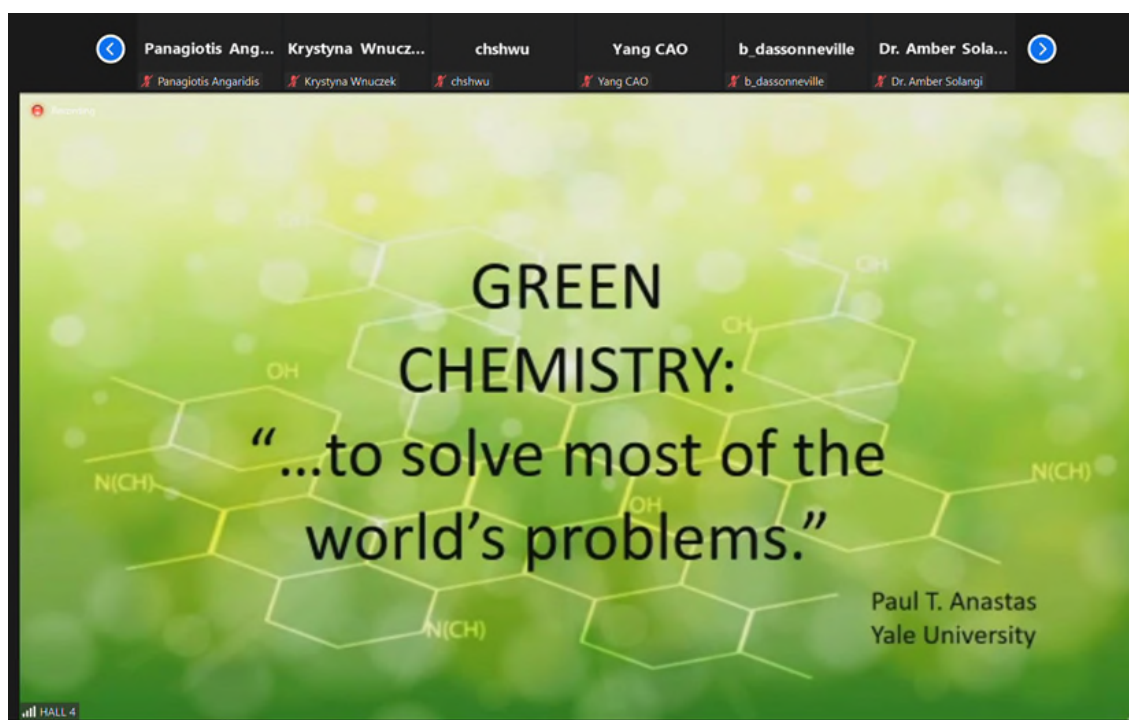 Panagiotis Ang... Krystyna Wnucz... chshwu Yang CAO b_dassonneville Dr. Amber Sola...
Panagiotis Angaridis Krystyna Wnuczek chshwu Yang CAO b_dassonneville Dr. Amber Solangi
Recording
OH
OH
CH
GREEN
CHEMISTRY:
OH
“...to solve most of the
N(CH)
N(CH)
OH
world’s problems.”
Paul T. Anastas
N(CH)
Yale University
HALL 4